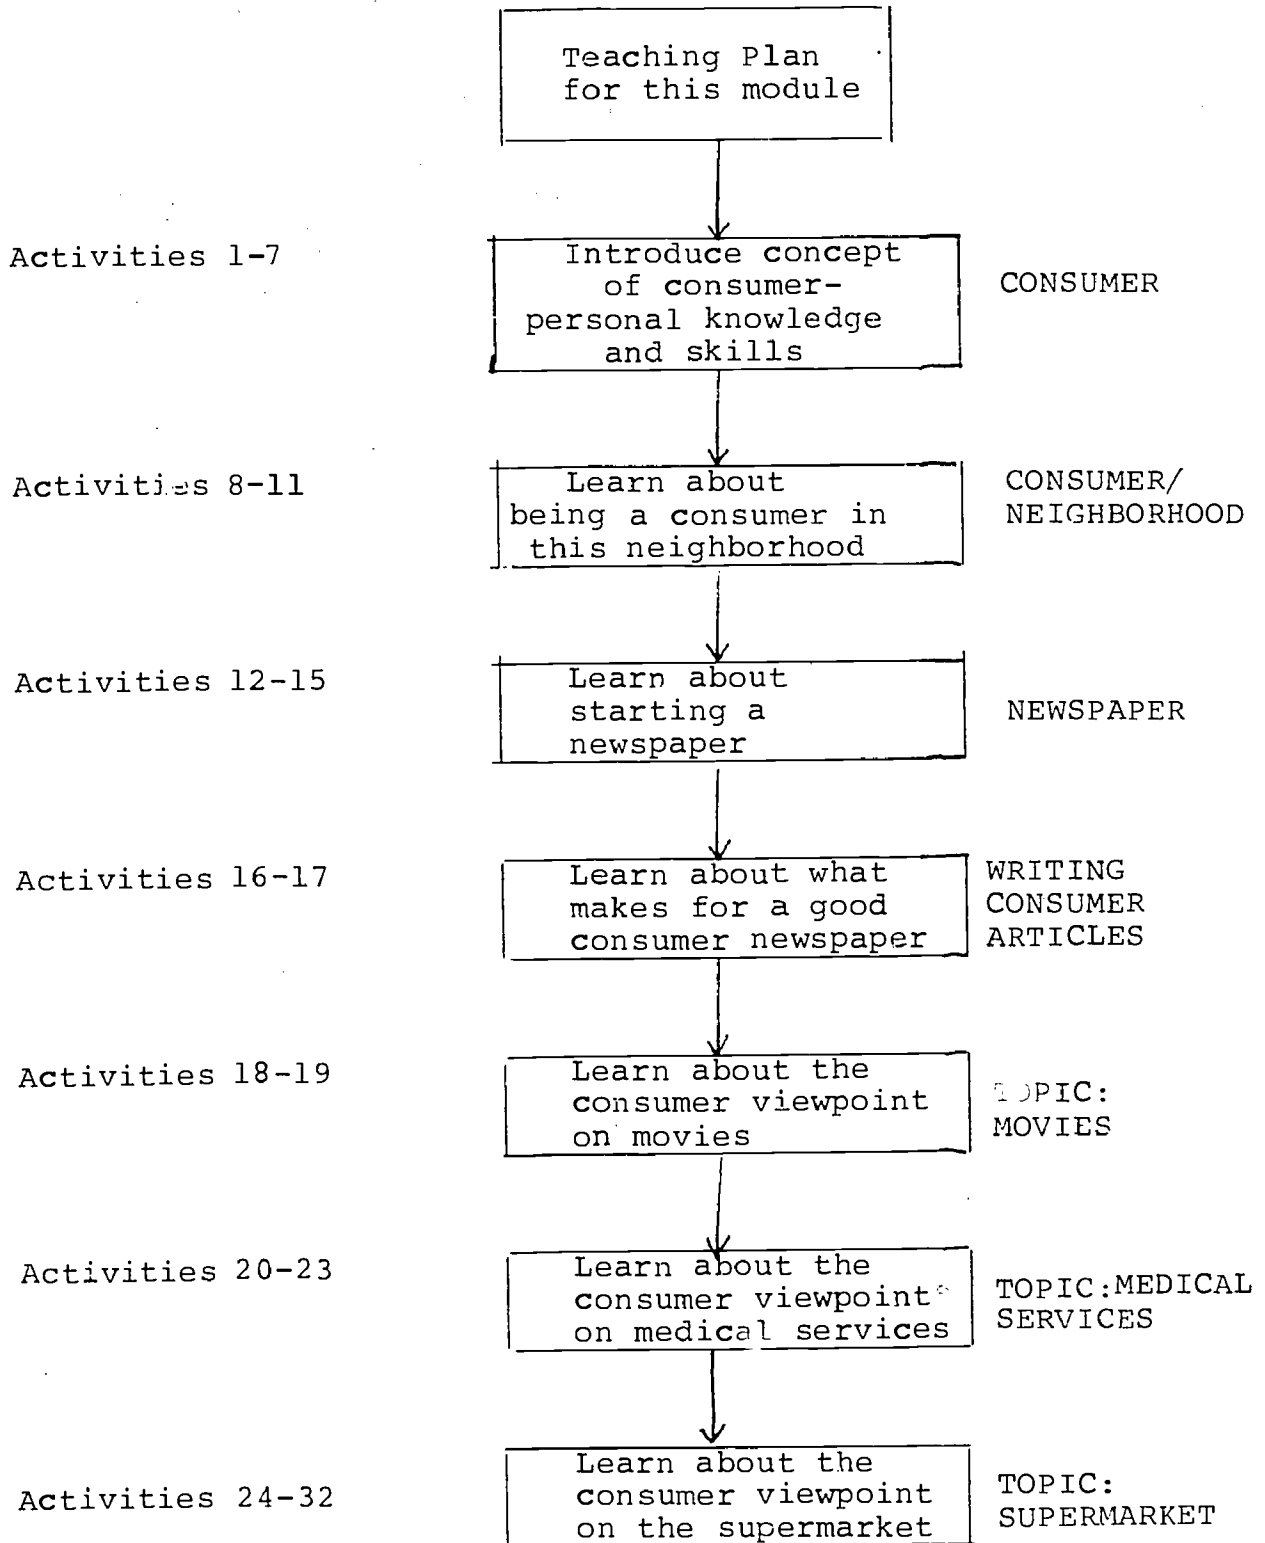 Teaching Plan
for this module
Activities 1-7
Introduce concept
of consumer-
personal knowledge
and skills
CONSUMER
Activities 8-11
Learn about
being a consumer in
this neighborhood
CONSUMER/
NEIGHBORHOOD
Activities 12-15
Learn about
starting a
newspaper
NEWSPAPER
Activities 16-17
Learn about what
makes for a good
consumer newspaper
WRITING
CONSUMER
ARTICLES
Activities 18-19
Learn about the
consumer viewpoint
on movies
TOPIC:
MOVIES
Activities 20-23
Learn about the
consumer viewpoint
on medical services
TOPIC:MEDICAL
SERVICES
Activities 24-32
Learn about the
consumer viewpoint
on the supermarket
TOPIC:
SUPERMARKET